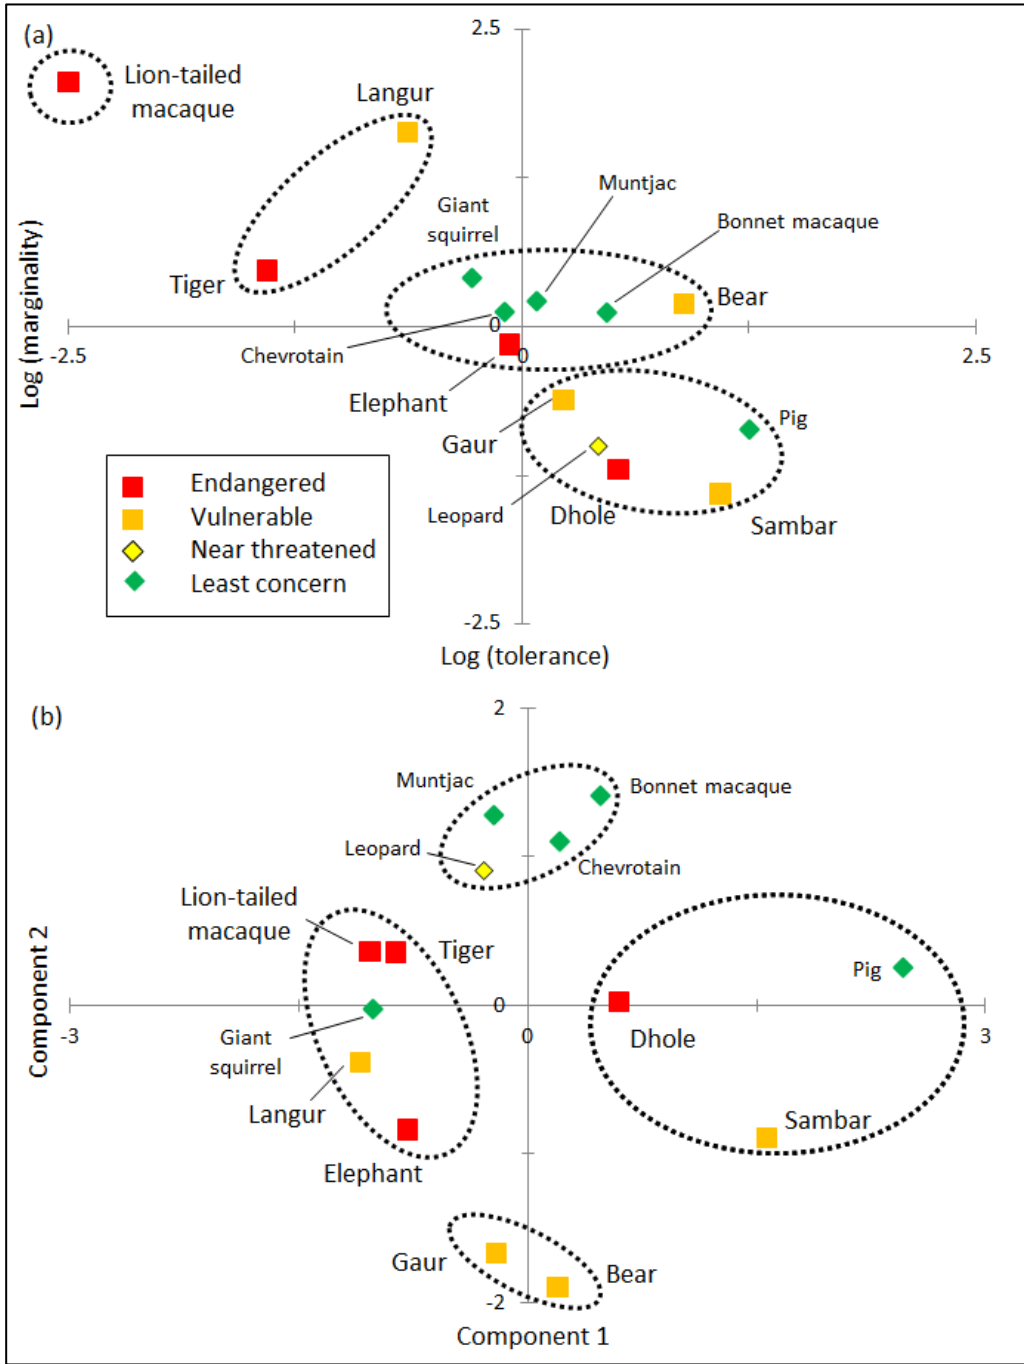 (a)
2.5
Lion-tailed
macaque
Langur
Muntjac
Giant
squirrel
Bonnet macaque
Tiger
Bear
Log (marginality)
-2.5
0
0
2.5
Chevrotain
Elephant
Gaur
Pig
Leopard
Dhole
Sambar
Endangered
Vulnerable
Near threatened
Least concern
-2.5
Log (tolerance)
(b)
2
Muntjac
Bonnet macaque
Leopard
Chevrotain
Lion-tailed
macaque
Tiger
Pig
Component 2
-3
0
0
3
Giant
squirrel
Dhole
Langur
Sambar
Elephant
Gaur
Bear
-2
Component 1